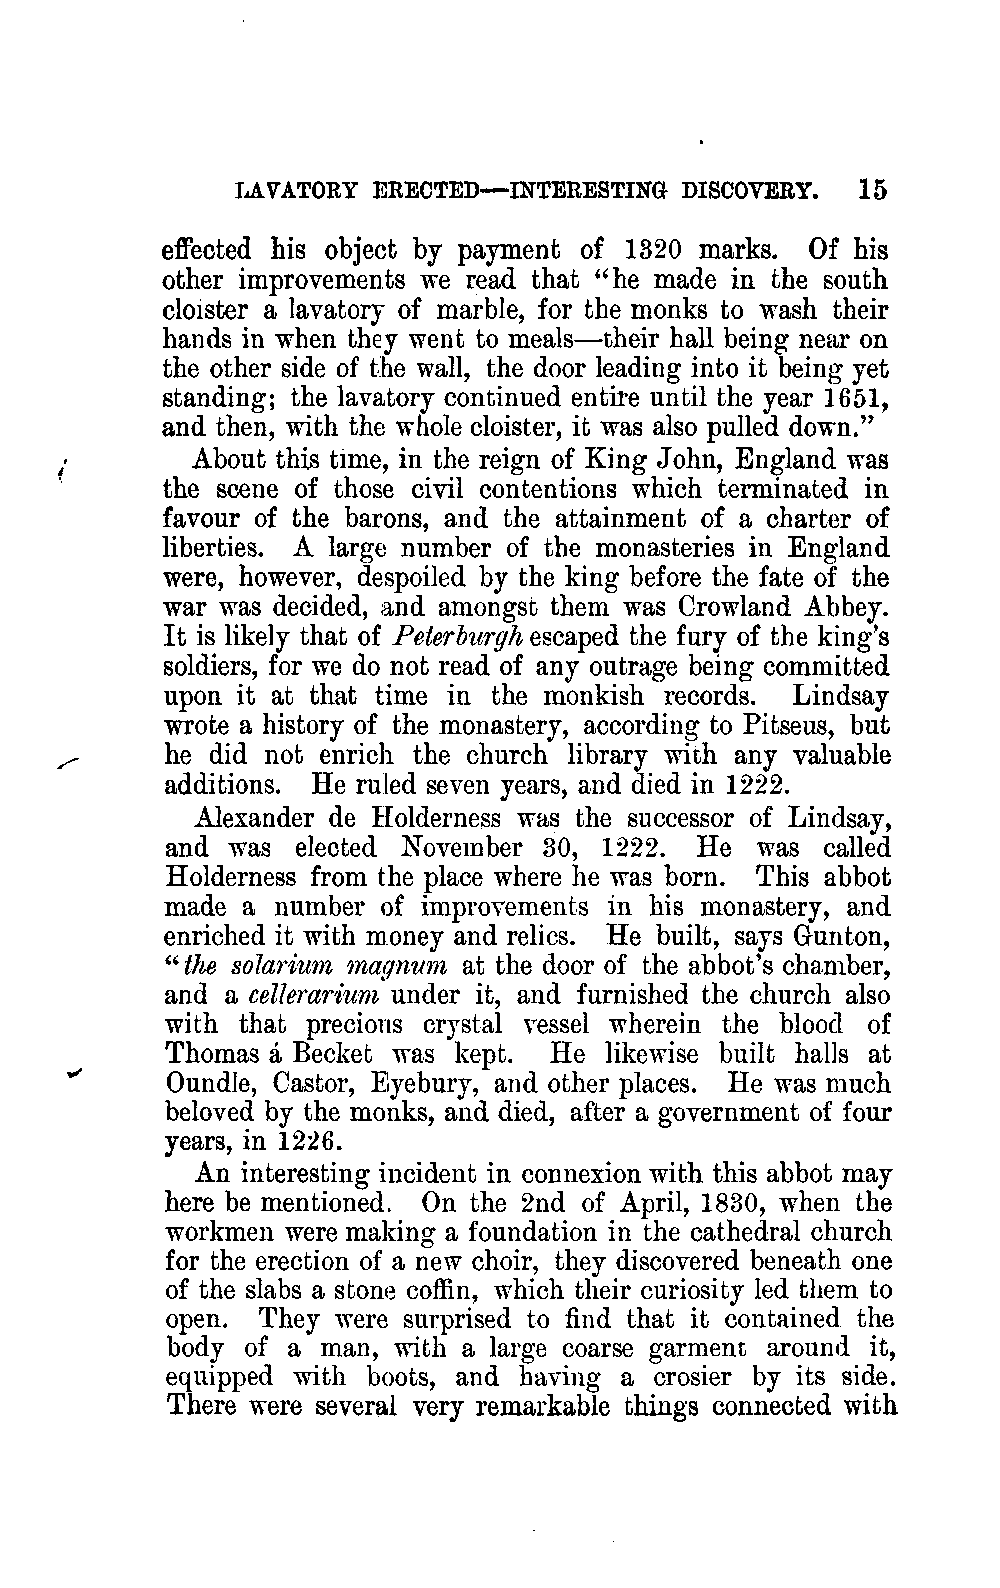 LAVATORY ERECTED—INTERESTING DISCOVERY. 15
effected his object by payment of 1320 marks. Of his
other improvements we read that “he made in the south
cloister a lavatory of marble, for the monks to wash their
hands in when they went to meals—their hall being near on
the other side of the wall, the door leading into it being yet
standing; the lavatory continued entire until the year 1651,
and then, with the whole cloister, it was also pulled down.”
About this time, in the reign of King John, England was
the scene of those civil contentions which terminated in
favour of the barons, and the attainment of a charter of
liberties. A large number of the monasteries in England
were, however, despoiled by the king before the fate of the
war was decided, and amongst them was Crowland Abbey.
It is likely that of Peterburgh escaped the fury of the king’s
soldiers, for we do not read of any outrage being committed
upon it at that time in the monkish records. Lindsay
wrote a history of the monastery, according to Pitseus, but
he did not enrich the church library with any valuable
additions. He ruled seven years, and died in 1222.
Alexander de Holderness was the successor of Lindsay,
and was elected November 30, 1222. He was called
Holderness from the place where he was born. This abbot
made a number of improvements in his monastery, and
enriched it with money and relics. He built, says Gunton,
“the solarium magnum at the door of the abbot’s chamber,
and a cellerarium under it, and furnished the church also
with that precious crystal vessel wherein the blood of
Thomas á Becket was kept. He likewise built halls at
Oundle, Castor, Eyebury, and other places. He was much
beloved by the monks, and died, after a government of four
years, in 1226.
An interesting incident in connexion with this abbot may
here be mentioned. On the 2nd of April, 1830, when the
workmen were making a foundation in the cathedral church
for the erection of a new choir, they discovered beneath one
of the slabs a stone coffin, which their curiosity led them to
open. They were surprised to find that it contained the
body of a man, with a large coarse garment around it,
equipped with boots, and having a crosier by its side.
There were several very remarkable things connected with